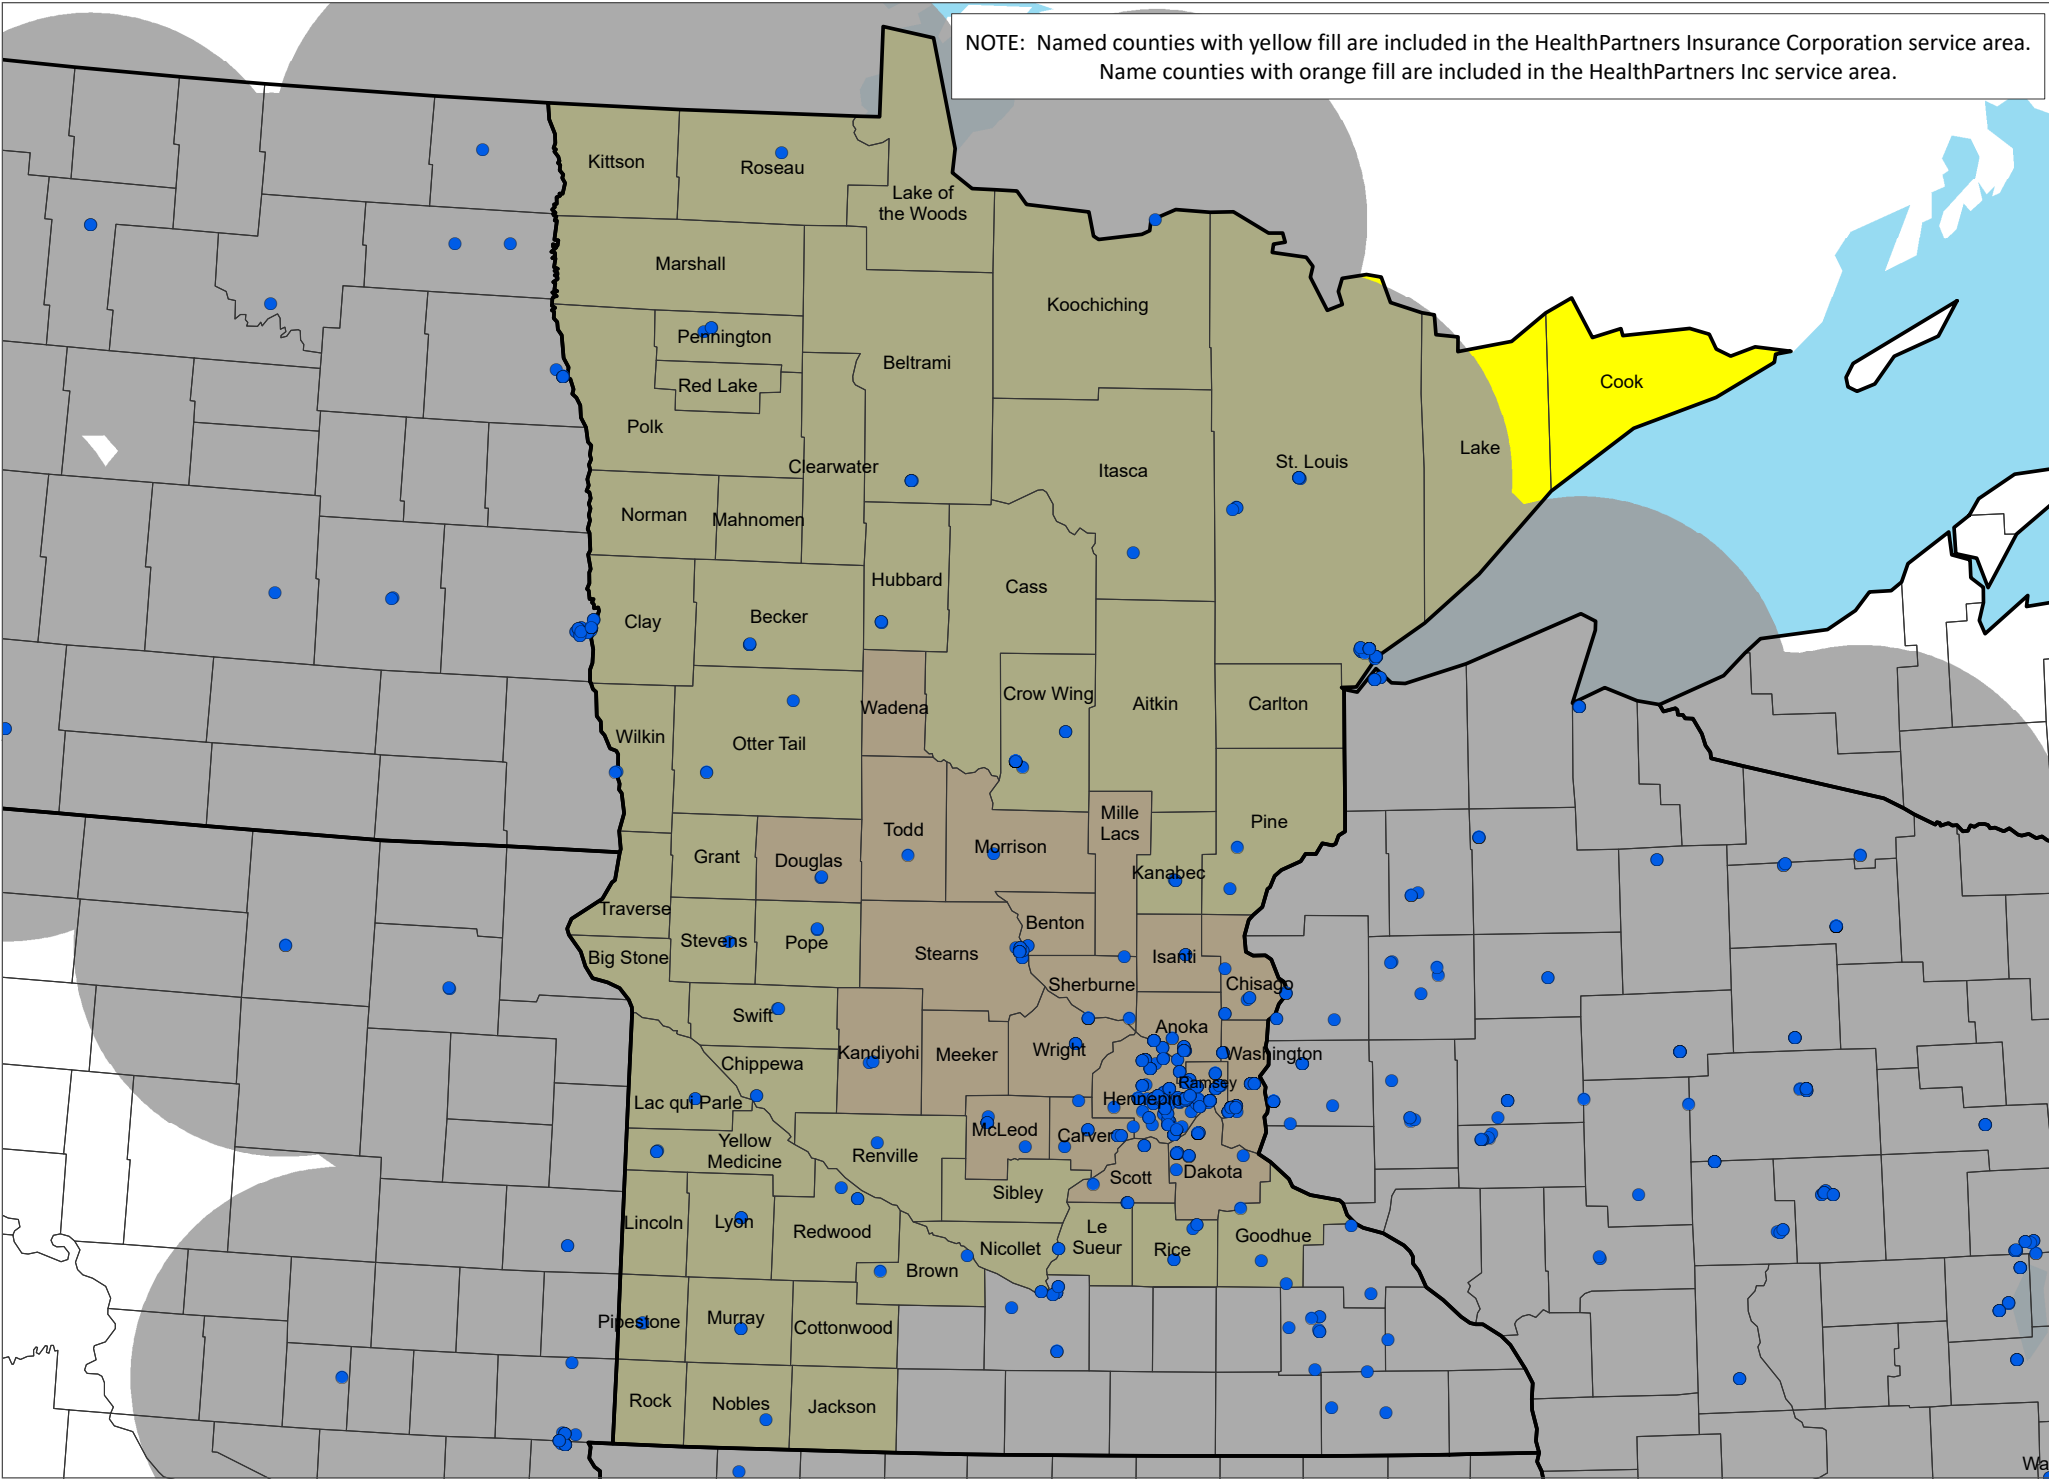 NOTE: Named counties with yellow fill are included in the HealthPartners Insurance Corporation service area.
Name counties with orange fill are included in the HealthPartners Inc service area.
Kittson
Roseau
Lake of
the Woods
Marshall
Koochiching
Pennington
Beltrami
Red Lake
Cook
Polk
Lake
Clearwater
Itasca
St. Louis
Norman
Mahnomen
Hubbard
Cass
Clay
Becker
Wadena
Crow Wing
Aitkin
Carlton
Wilkin
Otter Tail
Mille
Lacs
Pine
Todd
Morrison
Grant
Douglas
Kanabec
Traverse
Benton
Stevens
Pope
Stearns
Isanti
Big Stone
Sherburne
Chisago
Swift
Anoka
Kandiyohi
Meeker
Wright
Washington
Chippewa
Ramsey
Lac qui Parle
Hennepin
McLeod
Carver
Yellow
Medicine
Renville
Scott
Dakota
Sibley
Lincoln
Lyon
Redwood
Le
Sueur
Nicollet
Rice
Goodhue
Brown
Pipestone
Murray
Cottonwood
Rock
Nobles
Jackson
Wa